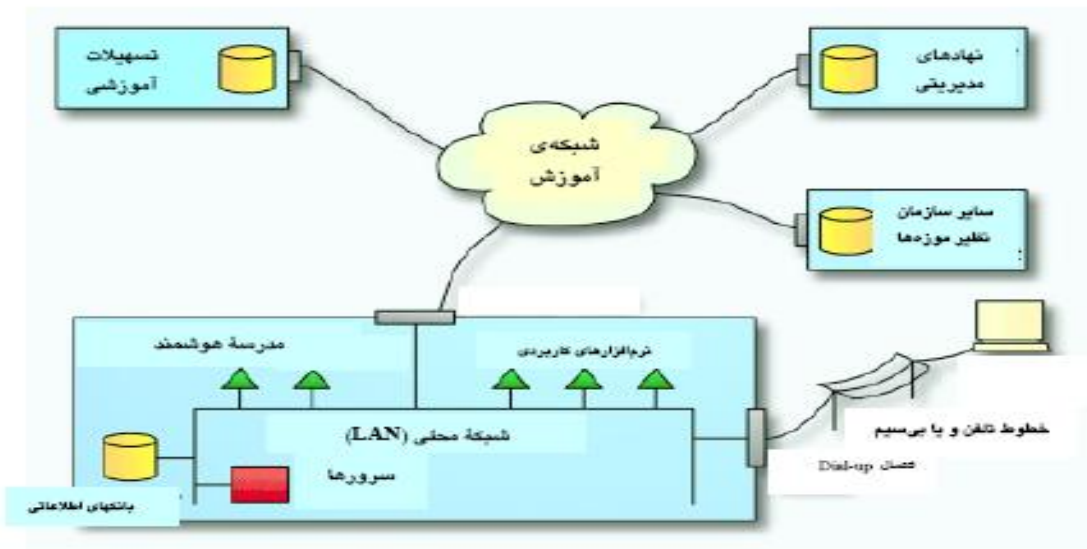 تسهیلات
آموزشی
نهادهای
مدیریتی
شبکه‌ی
آموزش
سایر سازمان
نظیر موزه‌ها
مدرسهٔ هوشمند
نرم‌افزارهای کاربردی
شبکهٔ محلی (LAN)
سرورها
بانکهای اطلاعاتی
خطوط تلفن و یا بی‌سیم
Dial-up